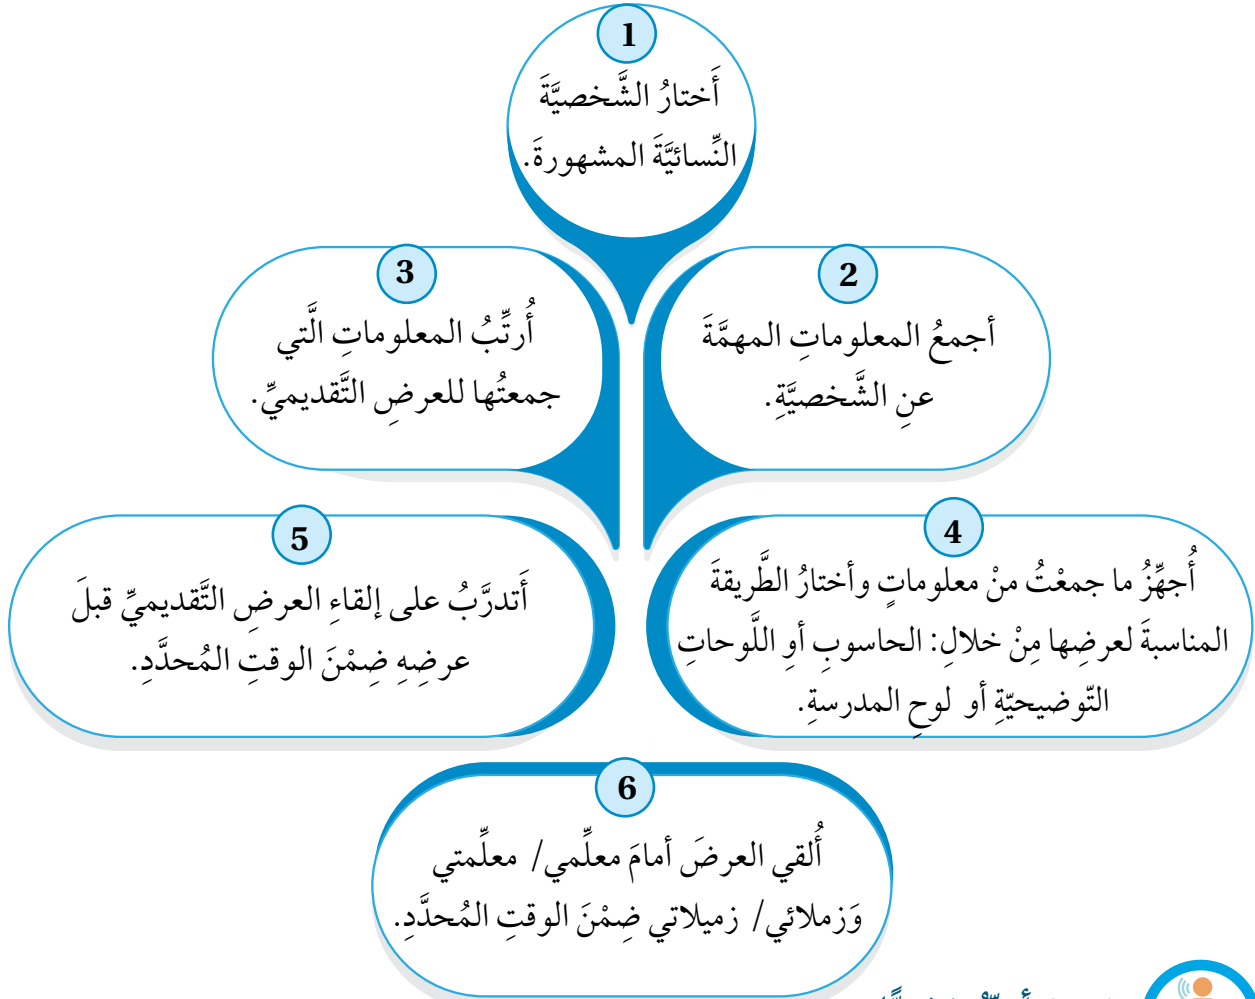 1
أَختارُ الشَّخصيَّةَ
النِّسائيَّةَ المشهورةَ.
2
أجمعُ المعلوماتِ المهمَّةَ
عنِ الشَّخصيَّةِ.
3
أُرتِّبُ المعلوماتِ الَّتي
جمعتُها للعرضِ التَّقديميِّ.
4
أُجهِّزُ ما جمعْتُ منْ معلوماتٍ وأختارُ الطَّريقةَ
المناسبةَ لعرضِها مِنْ خلالِ: الحاسوبِ أوِ اللَّوحاتِ
التّوضيحيّةِ أو لوحِ المدرسةِ.
5
أَتدرَّبُ على إلقاءِ العرضِ التَّقديميِّ قبلَ
عرضِهِ ضِمْنَ الوقتِ المُحدَّدِ.
6
أُلقي العرضَ أمامَ معلِّمي/ معلِّمتي
وَزملائي/ زميلاتي ضِمْنَ الوقتِ المُحدَّدِ.